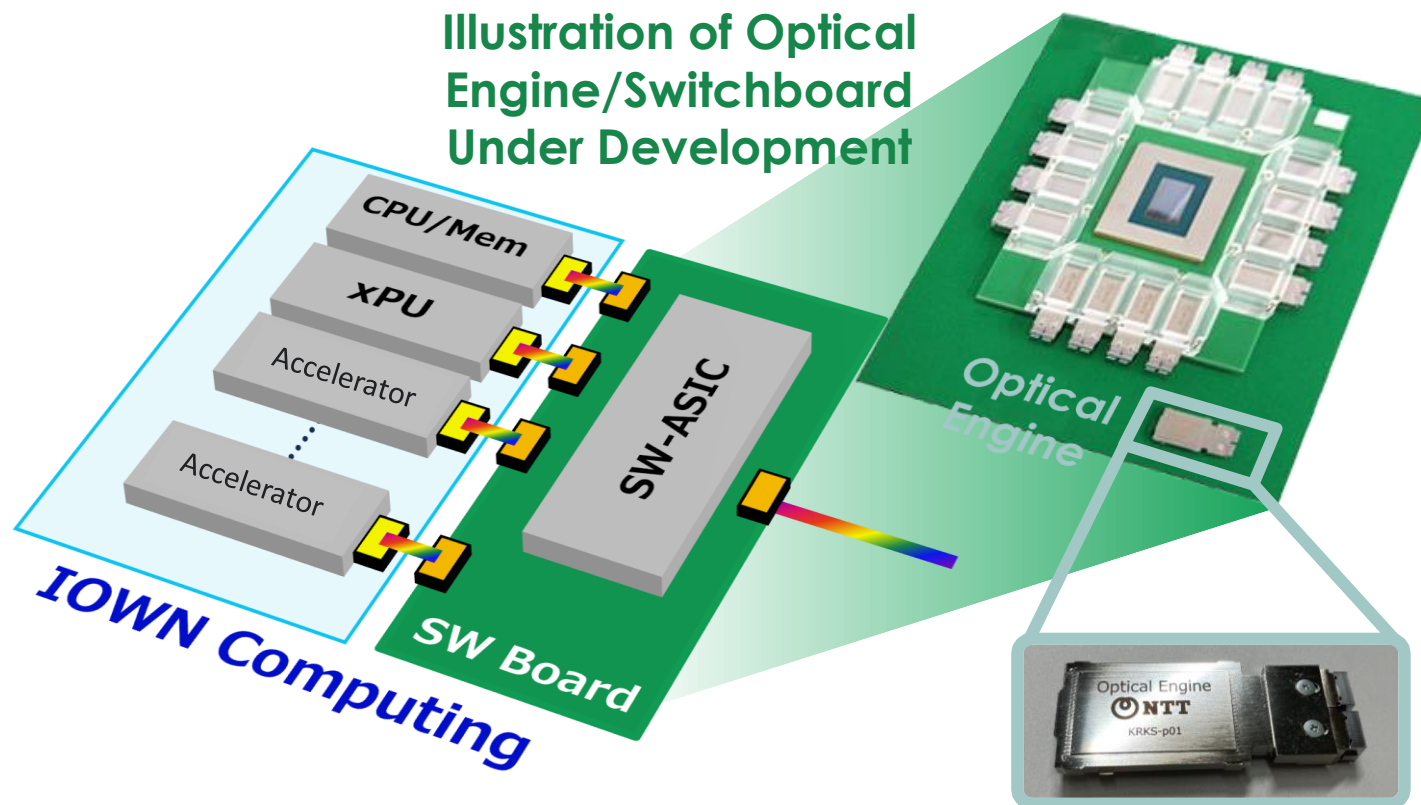 Illustration of Optical
Engine/Switchboard
Under Development
CPU/Mem
xPU
Accelerator
Accelerator
SW-ASIC
IOWN Computing
SW Board
Optical
Engine
Optical Engine
NTT
KRKS-p01